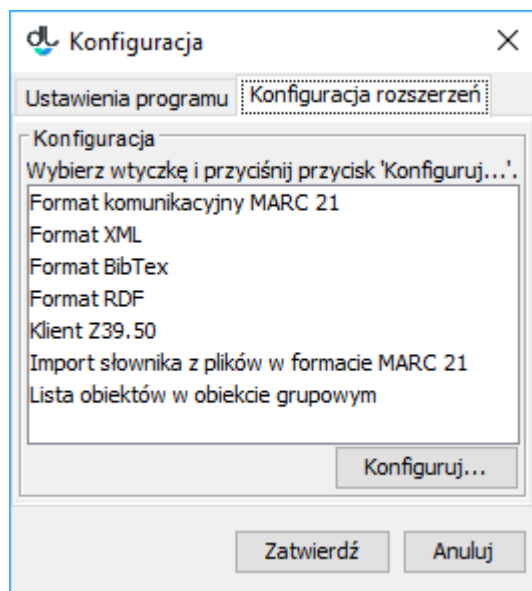 Konfiguracja
Ustawienia programu Konfiguracja rozszerzeń
Konfiguracja
Wybierz wtyczkę i przyciśnij przycisk 'Konfiguruj...'.
Format komunikacyjny MARC 21
Format XML
Format BibTex
Format RDF
Klient Z39.50
Import słownika z plików w formacie MARC 21
Lista obiektów w obiekcie grupowym
Konfiguruj...
Zatwierdź Anuluj